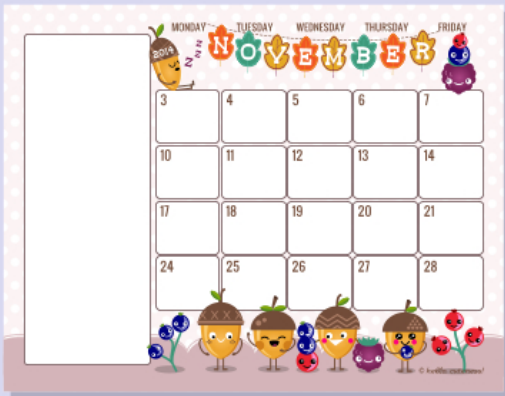 MONDAY TUESDAY WEDNESDAY THURSDAY FRIDAY
2014
NOVEMBER
z z z
3 4 5 6 7
10 11 12 13 14
17 18 19 20 21
24 25 26 27 28
©